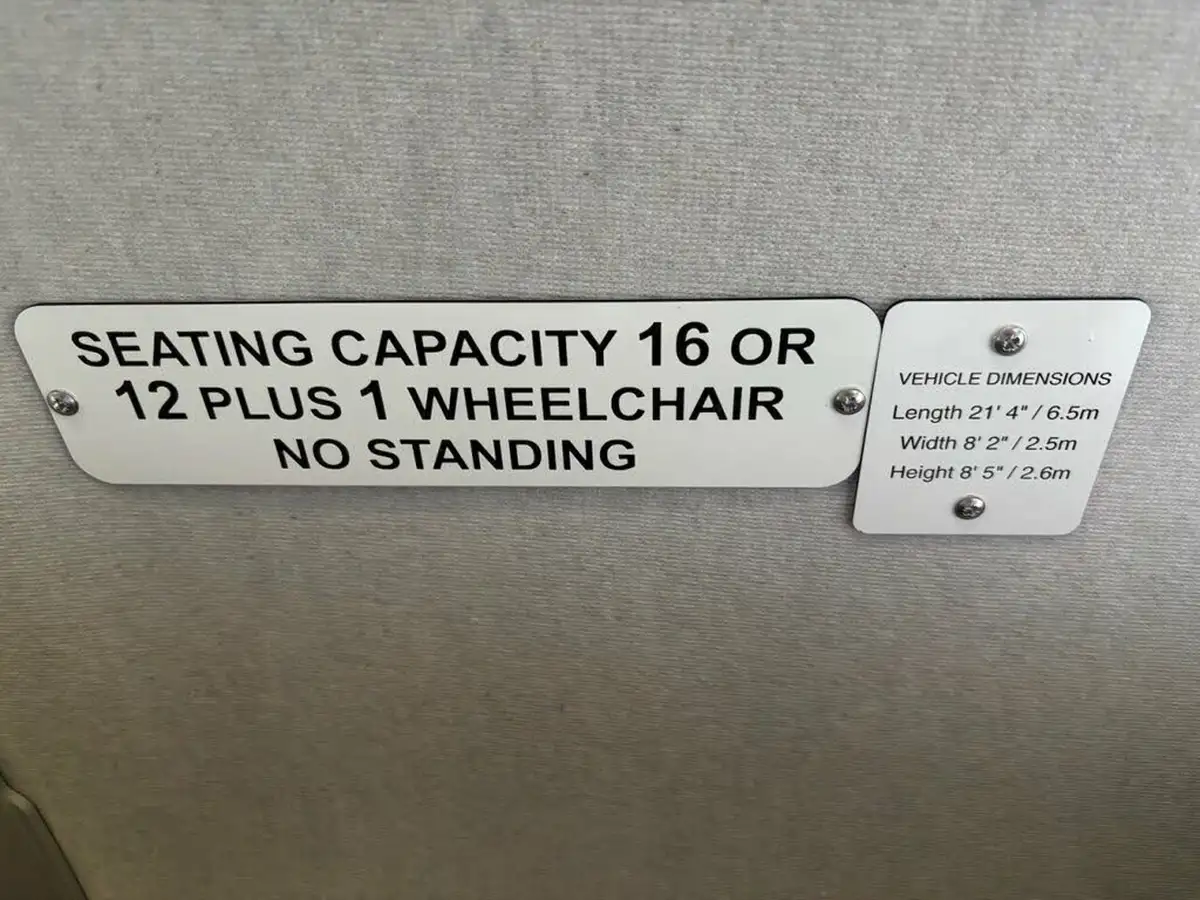 SEATING CAPACITY 16 OR
12 PLUS 1 WHEELCHAIR
NO STANDING
VEHICLE DIMENSIONS
Length 21' 4" / 6.5m
Width 8' 2" / 2.5m
Height 8' 5" / 2.6m